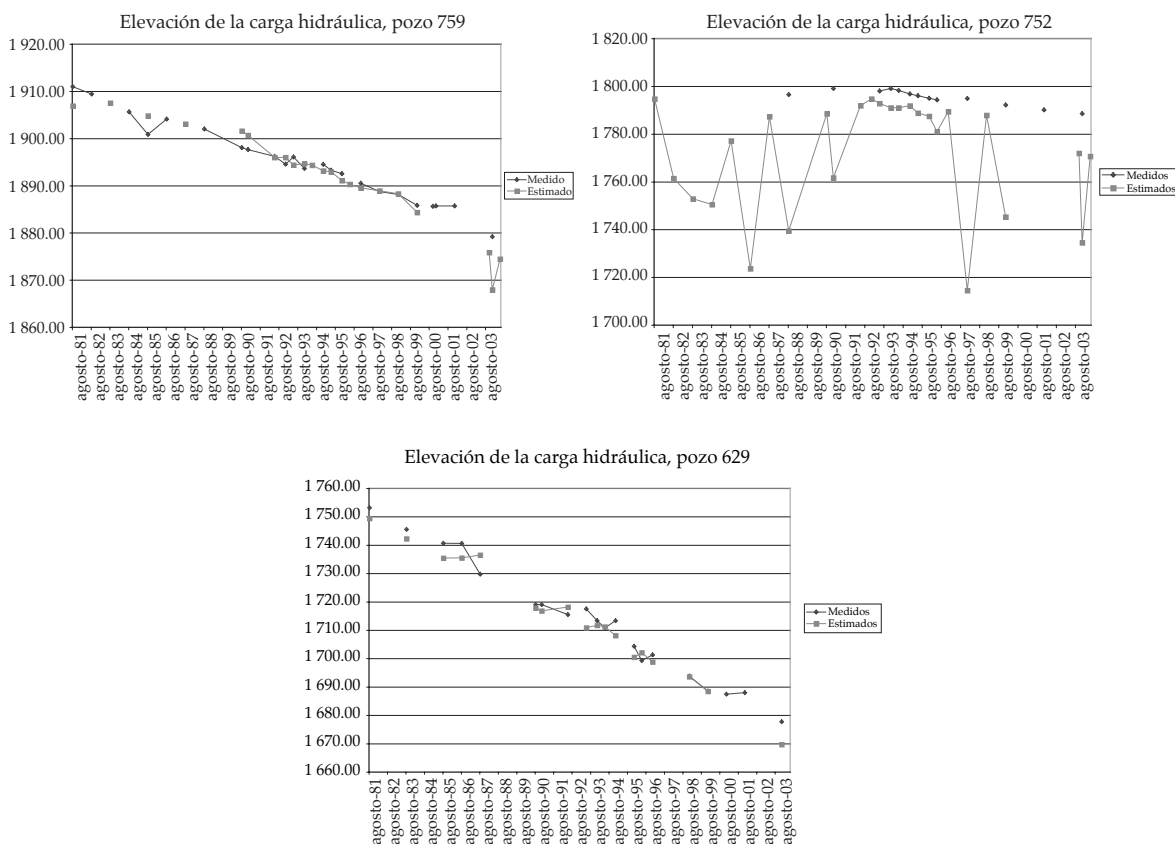 Elevación de la carga hidráulica, pozo 759
1 920.00
1 910.00
1 900.00
1 890.00
1 880.00
1 870.00
1 860.00
agosto-81
agosto-82
agosto-83
agosto-84
agosto-85
agosto-86
agosto-87
agosto-88
agosto-89
agosto-90
agosto-91
agosto-92
agosto-93
agosto-94
agosto-95
agosto-96
agosto-97
agosto-98
agosto-99
agosto-00
agosto-01
agosto-02
agosto-03
Medido
Estimado
Elevación de la carga hidráulica, pozo 752
1 820.00
1 800.00
1 780.00
1 760.00
1 740.00
1 720.00
1 700.00
agosto-81
agosto-82
agosto-83
agosto-84
agosto-85
agosto-86
agosto-87
agosto-88
agosto-89
agosto-90
agosto-91
agosto-92
agosto-93
agosto-94
agosto-95
agosto-96
agosto-97
agosto-98
agosto-99
agosto-00
agosto-01
agosto-02
agosto-03
Medidos
Estimados
Elevación de la carga hidráulica, pozo 629
1 760.00
1 750.00
1 740.00
1 730.00
1 720.00
1 710.00
1 700.00
1 690.00
1 680.00
1 670.00
1 660.00
agosto-81
agosto-82
agosto-83
agosto-84
agosto-85
agosto-86
agosto-87
agosto-88
agosto-89
agosto-90
agosto-91
agosto-92
agosto-93
agosto-94
agosto-95
agosto-96
agosto-97
agosto-98
agosto-99
agosto-00
agosto-01
agosto-02
agosto-03
Medidos
Estimados